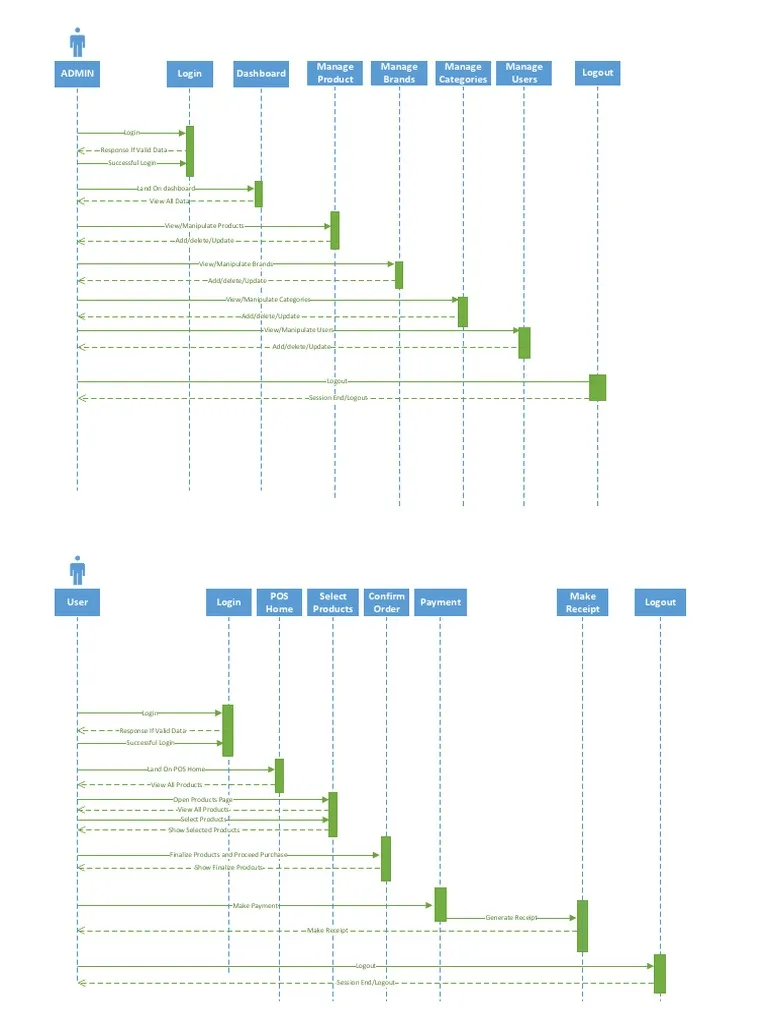 ADMIN
Login
Dashboard
Manage
Product
Manage
Brands
Manage
Categories
Manage
Users
Logout
Login
Response If Valid Data
Successful Login
Land On dashboard
View All Data
View/Manipulate Products
Add/delete/Update
View/Manipulate Brands
Add/delete/Update
View/Manipulate Categories
Add/delete/Update
View/Manipulate Users
Add/delete/Update
Logout
Session End/Logout
User
Login
POS
Home
Select
Products
Confirm
Order
Payment
Make
Receipt
Logout
Login
Response If Valid Data
Successful Login
Land On POS Home
View All Products
Open Products Page
View All Products
Select Products
Show Selected Products
Finalize Products and Proceed Purchase
Show Finalize Prodcuts
Make Payment
Generate Receipt
Make Receipt
Logout
Session End/Logout